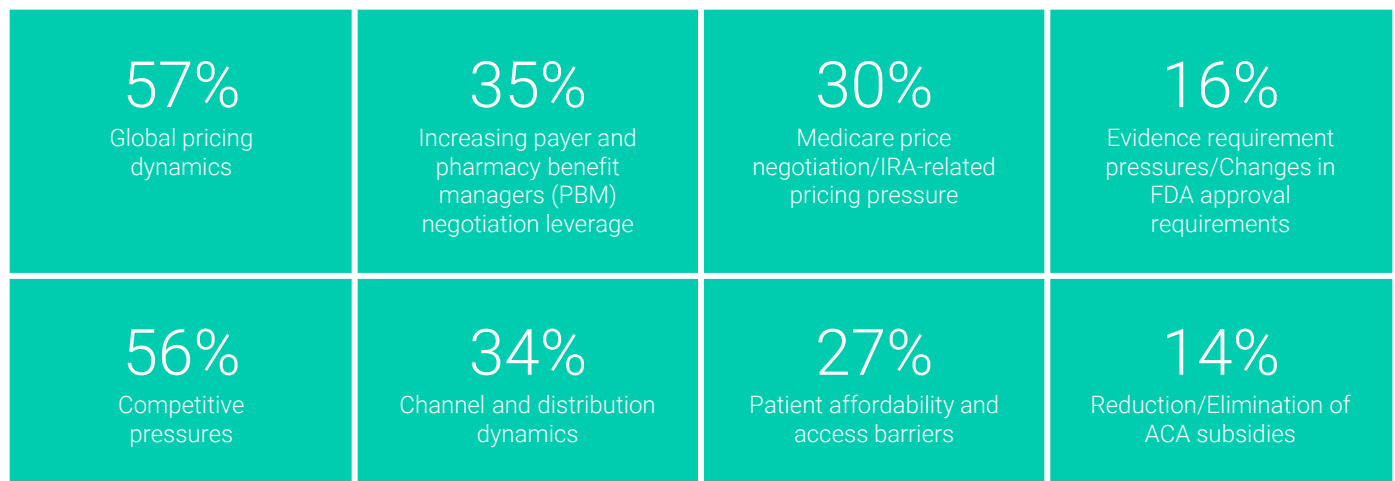 57%
Global pricing
dynamics
35%
Increasing payer and
pharmacy benefit
managers (PBM)
negotiation leverage
30%
Medicare price
negotiation/IRA-related
pricing pressure
16%
Evidence requirement
pressures/Changes in
FDA approval
requirements
56%
Competitive
pressures
34%
Channel and distribution
dynamics
27%
Patient affordability and
access barriers
14%
Reduction/Elimination of
ACA subsidies